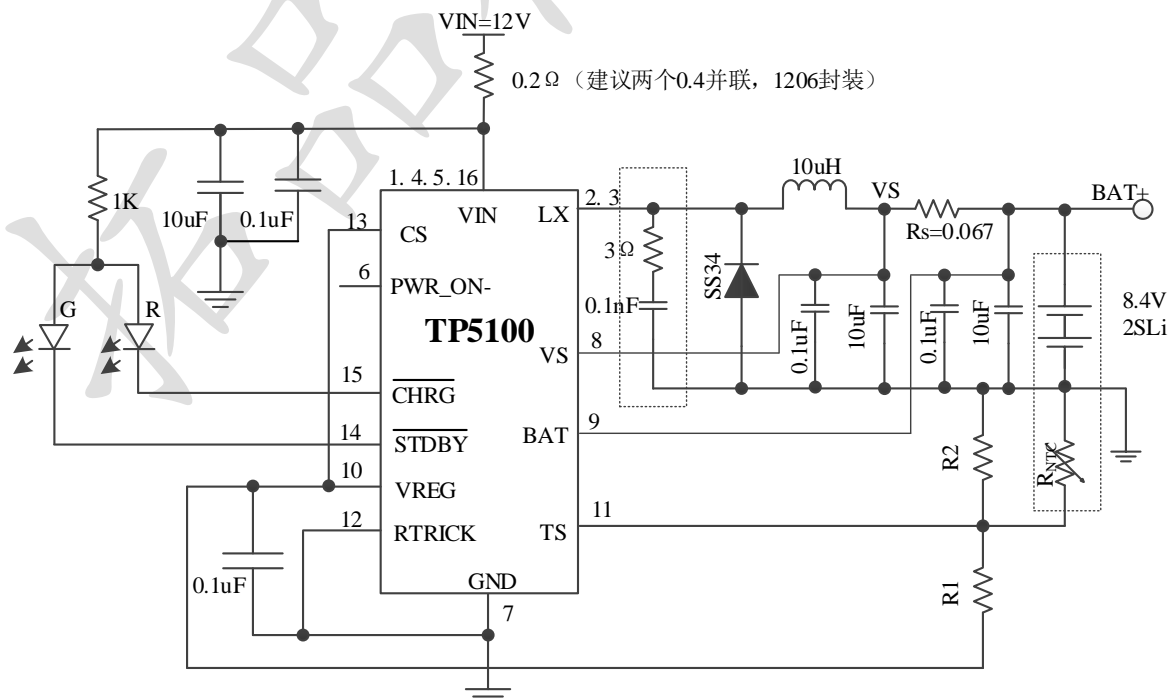 VIN=12V
0.2Ω（建议两个0.4并联，1206封装）
1K
10uF
0.1uF
1. 4. 5. 16
VIN
2. 3
LX
10uH
VS
BAT+
Rs=0.067
13
CS
6
PWR_ON-
TP5100
3Ω
0.1nF
SS34
8
VS
0.1uF
10uF
0.1uF
10uF
8.4V
2SLi
G
R
15
CHRG
14
STDBY
9
BAT
R2
RNTC
10
VREG
12
RTRICK
11
TS
0.1uF
GND
7
R1
拓品